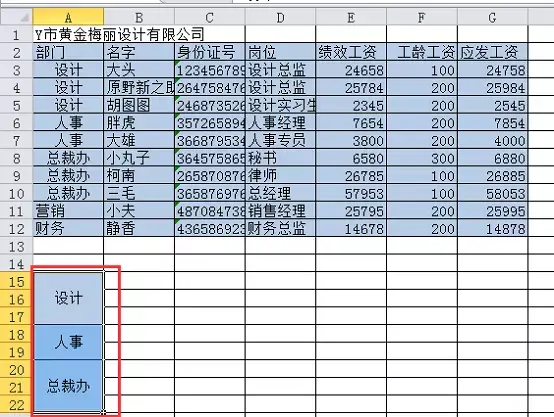 A B C D E F G
1 Y市黄金梅丽设计有限公司
2 部门 名字 身份证号 岗位 绩效工资 工龄工资 应发工资
3 设计 大头 123456789 设计总监 24658 100 24758
4 设计 原野新之助 264758476 设计总监 25784 200 25984
5 设计 胡图图 246873526 设计实习生 2345 200 2545
6 人事 胖虎 357265894 人事经理 7654 200 7854
7 人事 大雄 366879534 人事专员 3800 200 4000
8 总裁办 小丸子 364575865 秘书 6580 300 6880
9 总裁办 柯南 265870876 律师 26785 100 26885
10 总裁办 三毛 365876976 总经理 57953 100 58053
11 营销 小夫 487084738 销售经理 25795 200 25995
12 财务 静香 436586923 财务总监 14678 200 14878
13
14
15
16 设计
17
18 人事
19
20
21 总裁办
22